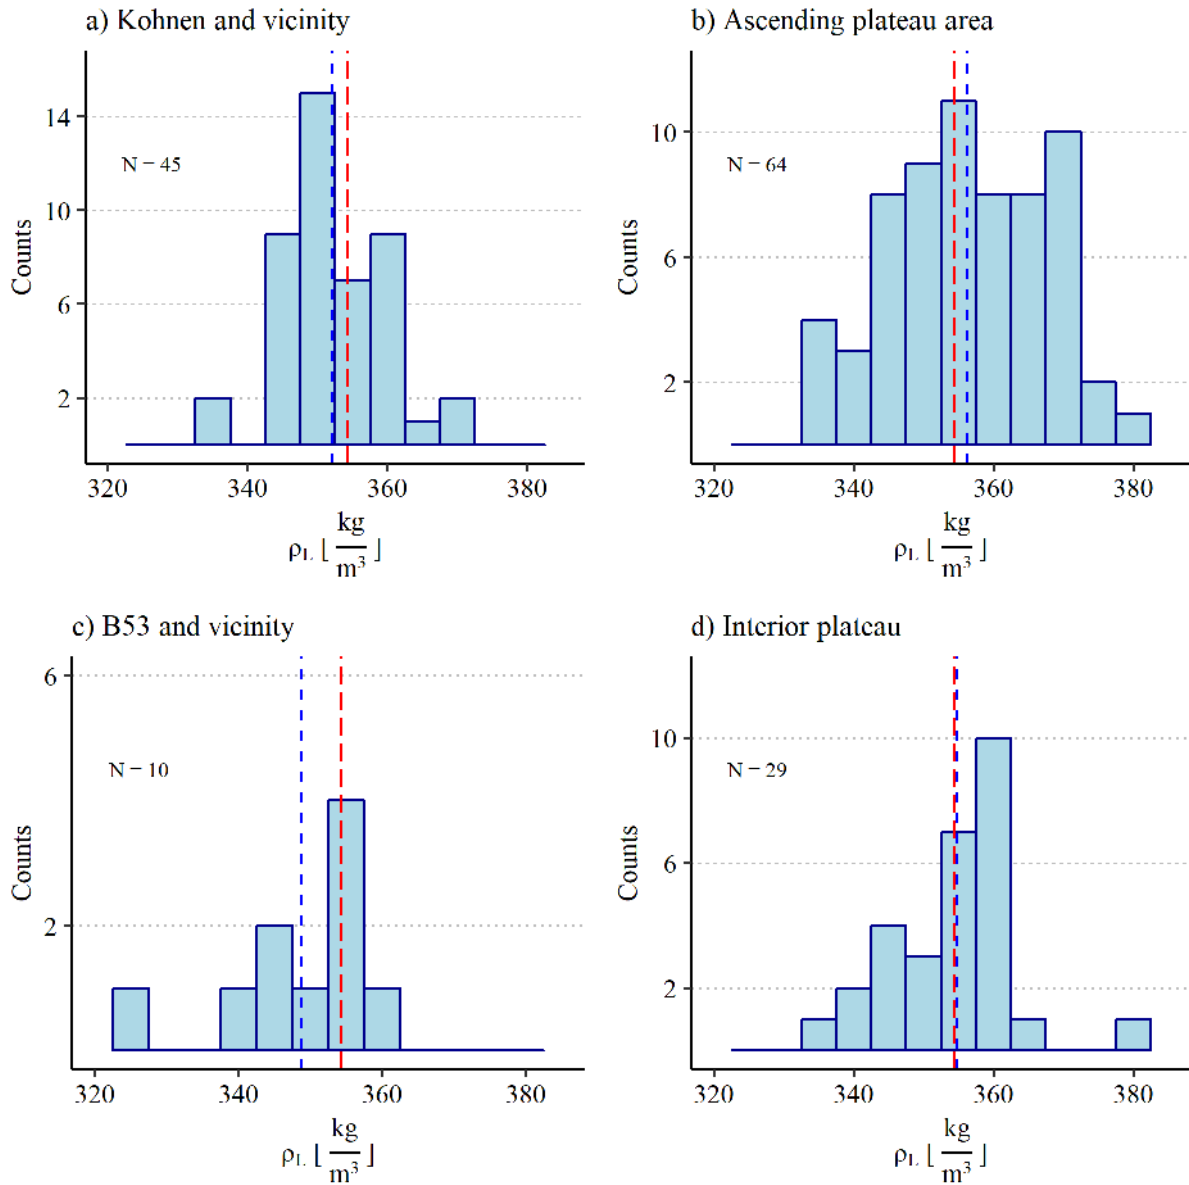 a) Kohnen and vicinity
14
10
6
2
Counts
N = 45
320 340 360 380
ρL [ kg/m³ ]
b) Ascending plateau area
10
6
2
Counts
N = 64
320 340 360 380
ρL [ kg/m³ ]
c) B53 and vicinity
6
2
Counts
N = 10
320 340 360 380
ρL [ kg/m³ ]
d) Interior plateau
10
6
2
Counts
N = 29
320 340 360 380
ρL [ kg/m³ ]